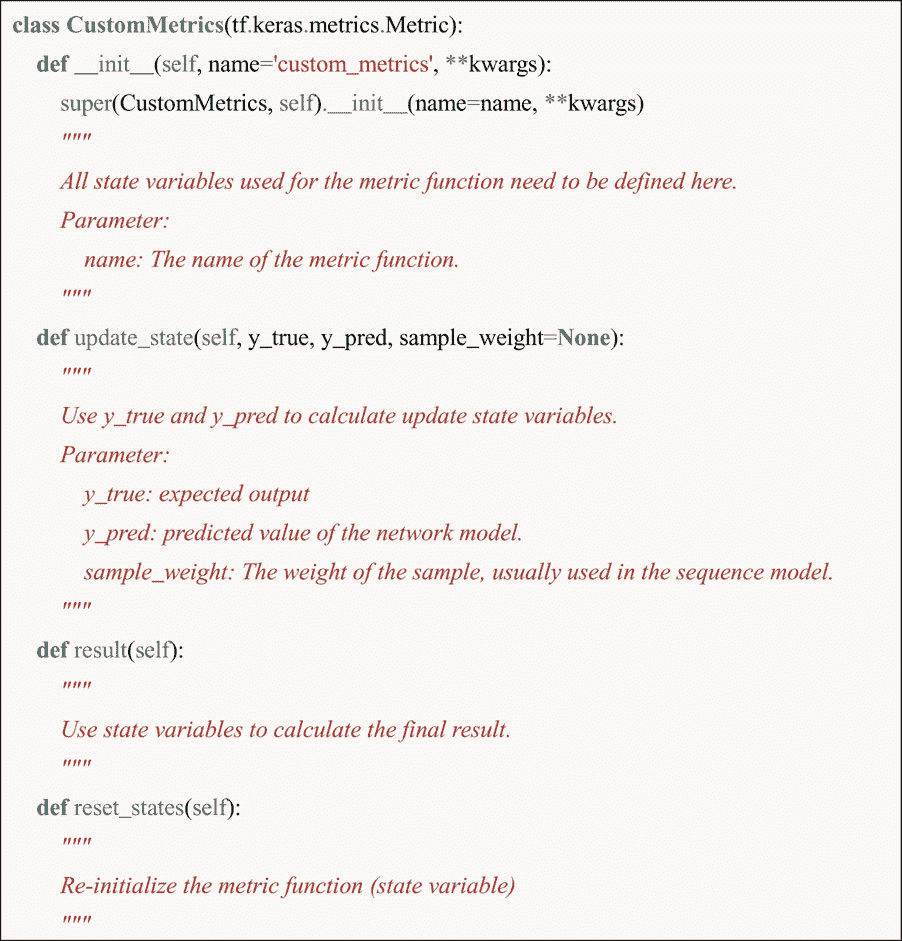 class CustomMetrics(tf.keras.metrics.Metric):
def __init__(self, name='custom_metrics', **kwargs):
super(CustomMetrics, self).__init__(name=name, **kwargs)
"""
All state variables used for the metric function need to be defined here.
Parameter:
name: The name of the metric function.
"""
def update_state(self, y_true, y_pred, sample_weight=None):
"""
Use y_true and y_pred to calculate update state variables.
Parameter:
y_true: expected output
y_pred: predicted value of the network model.
sample_weight: The weight of the sample, usually used in the sequence model.
"""
def result(self):
"""
Use state variables to calculate the final result.
"""
def reset_states(self):
"""
Re-initialize the metric function (state variable)
"""